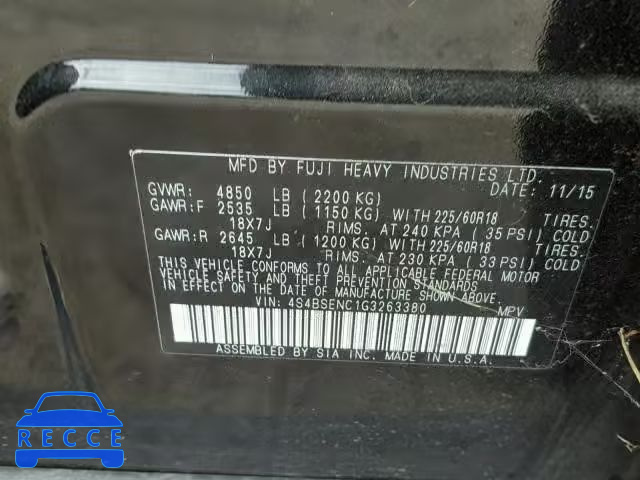 MFD BY FUJI HEAVY INDUSTRIES LTD.
DATE: 11/15
GVWR: 4850 LB (2200 KG)
GAWR:F 2535 LB (1150 KG) WITH 225/60R18 TIRES.
18X7J RIMS. AT 240 KPA (35 PSI) COLD
GAWR:R 2645 LB (1200 KG) WITH 225/60R18 TIRES.
18X7J RIMS. AT 230 KPA (33 PSI) COLD
THIS VEHICLE CONFORMS TO ALL APPLICABLE FEDERAL MOTOR
VEHICLE SAFETY AND THEFT PREVENTION STANDARDS
IN EFFECT ON THE DATE OF MANUFACTURE SHOWN ABOVE.
VIN: 4S4BSENC1G3263380 MPV
ASSEMBLED BY SIA INC. MADE IN U.S.A.
RECCE